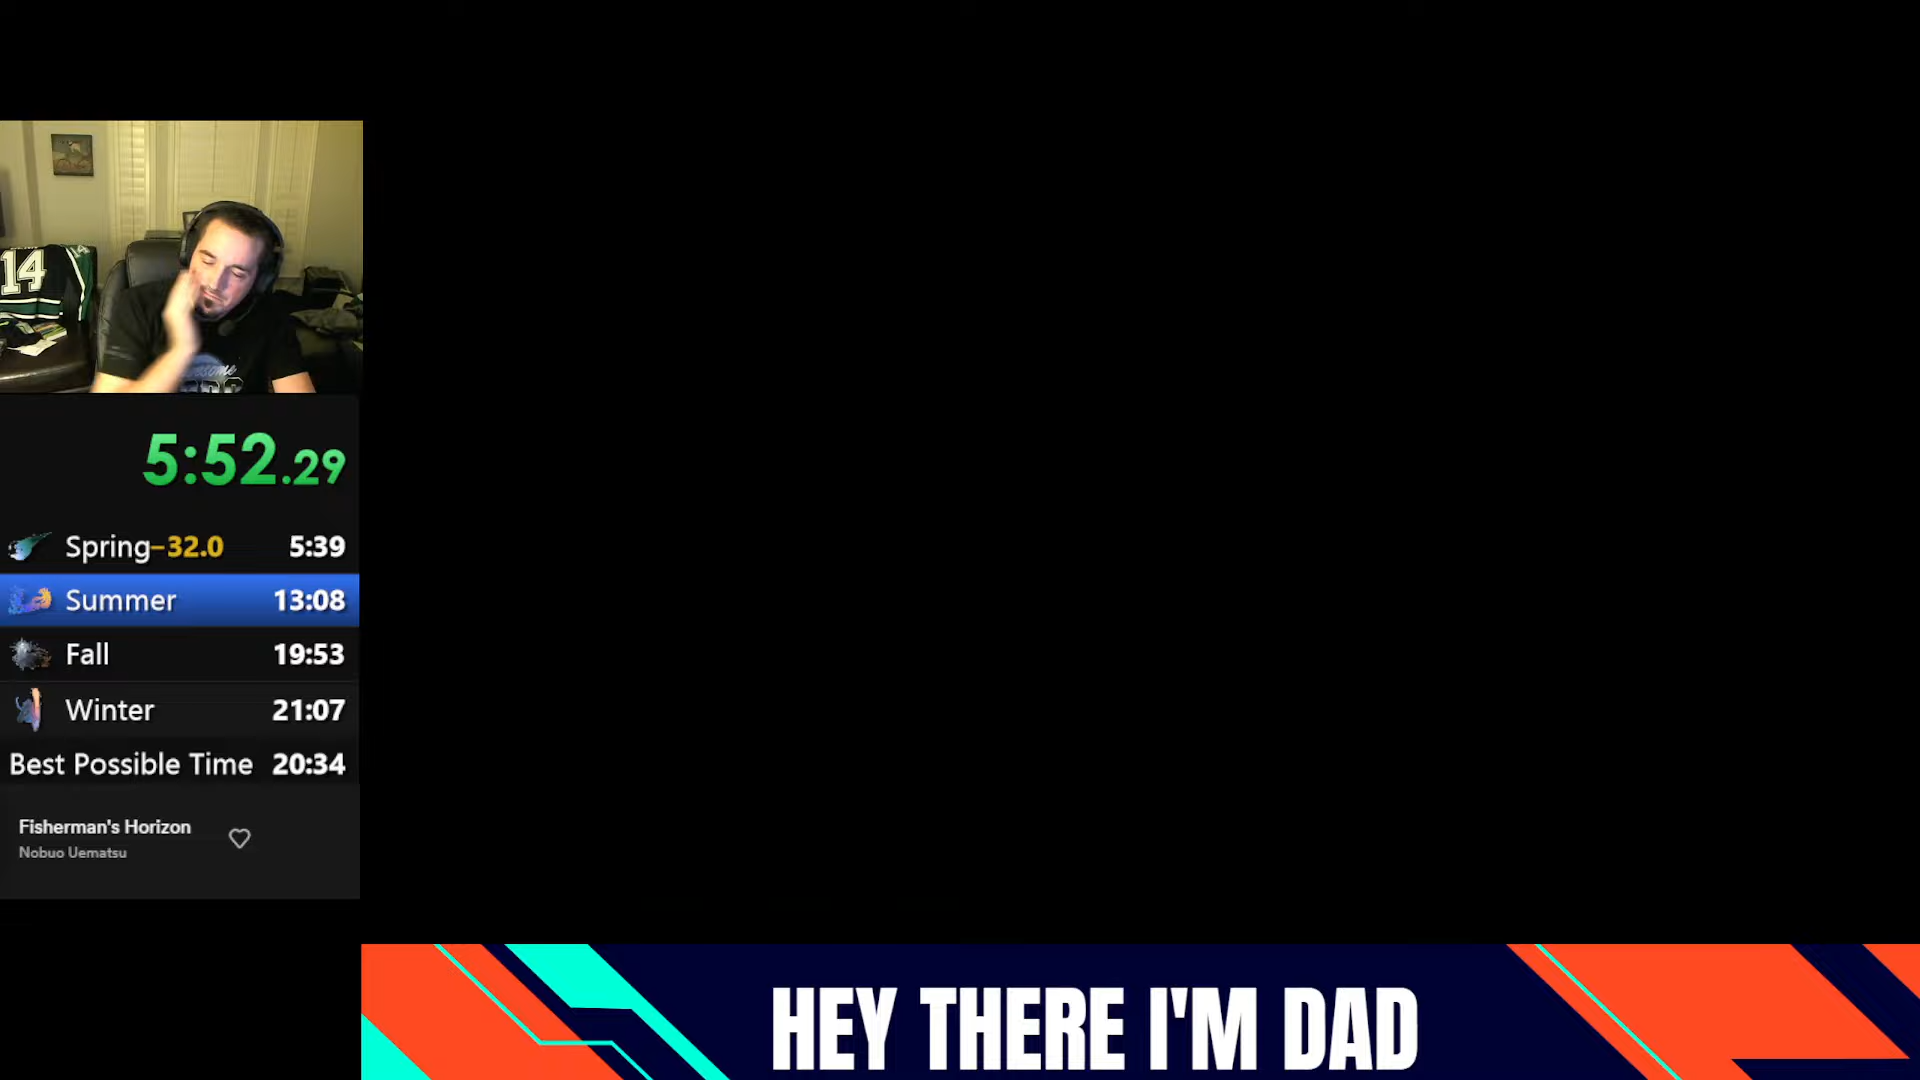 14
5:52.29
Spring −32.0 5:39
Summer 13:08
Fall 19:53
Winter 21:07
Best Possible Time 20:34
Fisherman's Horizon
Nobuo Uematsu
HEY THERE I'M DAD